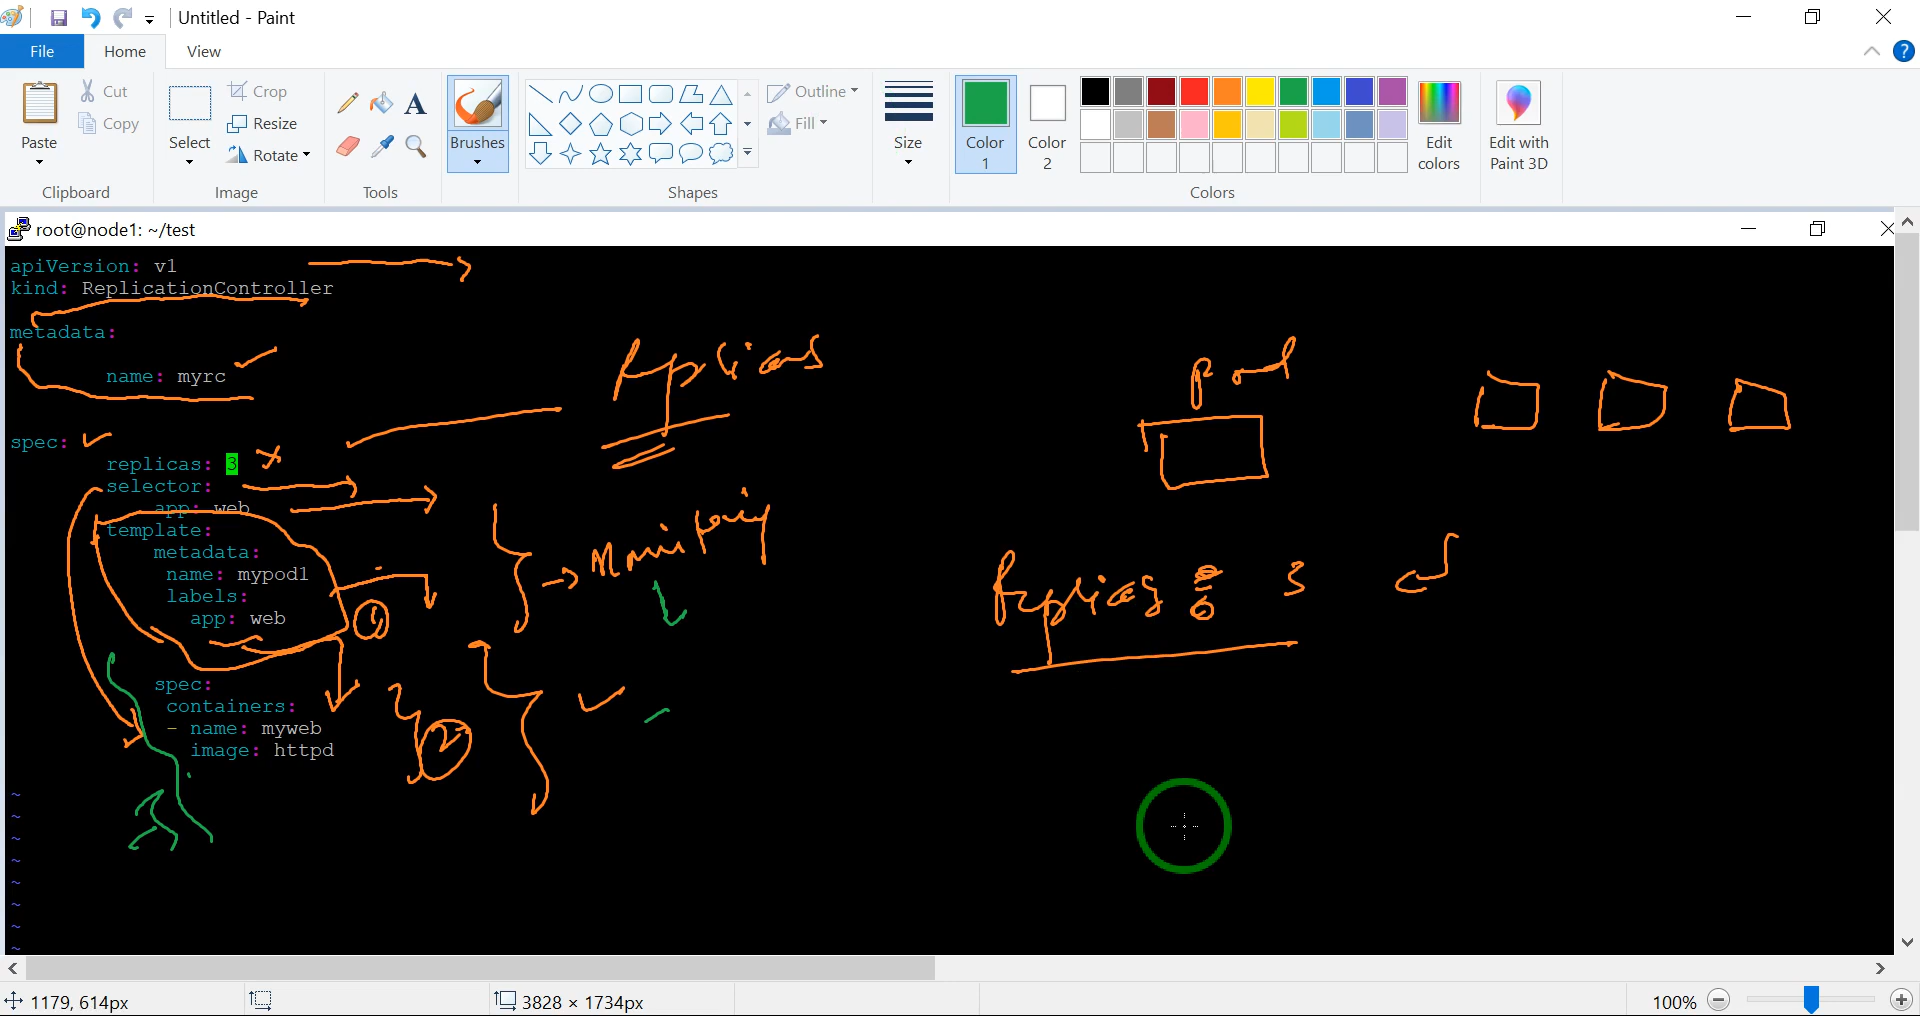 Untitled - Paint
File Home View
Paste
Cut
Copy
Clipboard
Select
Crop
Resize
Rotate
Image
A
Tools
Brushes
Outline
Fill
Shapes
Size
Color 1
Color 2
Edit colors
Colors
Edit with Paint 3D
?
root@node1: ~/test
apiVersion: v1
kind: ReplicationController
metadata:
name: myrc
spec:
replicas: 3
selector:
app: web
template:
metadata:
name: mypod1
labels:
app: web
spec:
containers:
- name: myweb
image: httpd
~
~
~
~
~
~
~
~
pod
3
1
2
1179, 614px
3828 × 1734px
100%